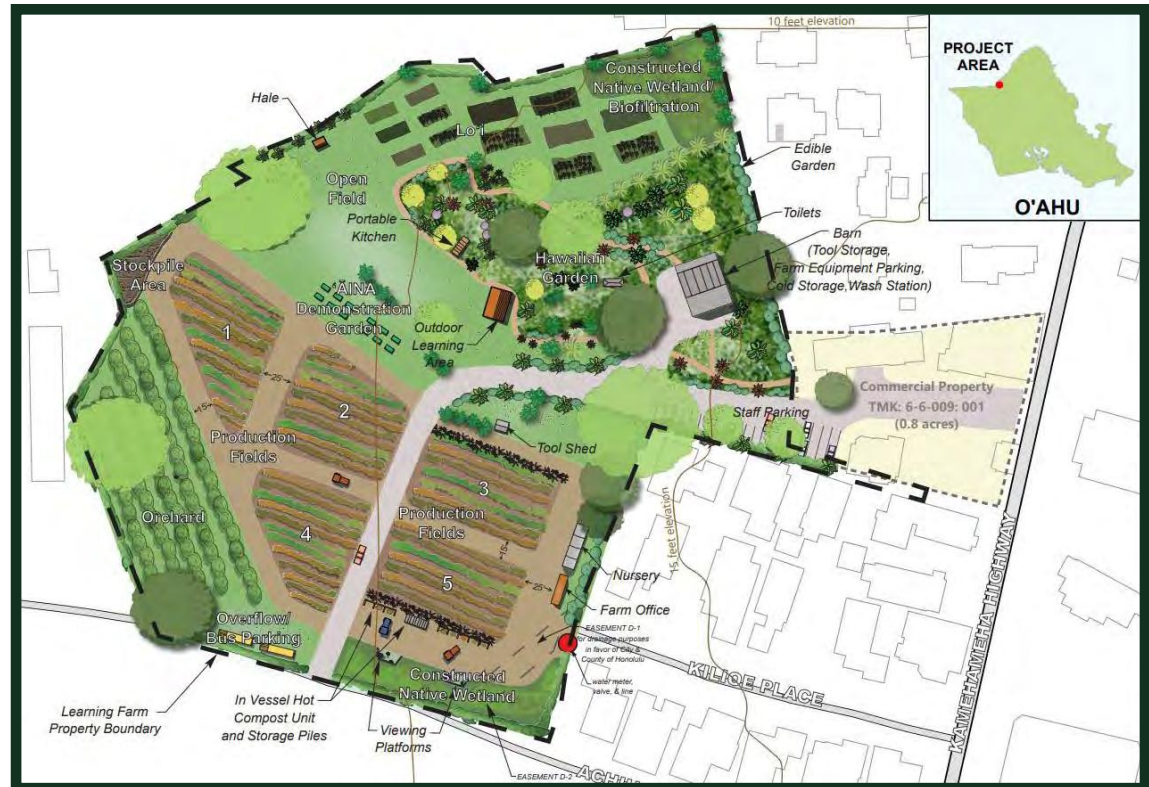 10 feet elevation
PROJECT
AREA
O'AHU
Constructed
Native Wetland/
Biofiltration
Hale
Lo'i
Edible
Garden
Open
Field
Toilets
Portable
Kitchen
Barn
(Tool Storage,
Farm Equipment Parking,
Cold Storage,Wash Station)
Hawaiian
Garden
Stockpile
Area
AINA
Demonstration
Garden
Outdoor
Learning
Area
1
25'
15'
2
Commercial Property
TMK: 6-6-009: 001
(0.8 acres)
Staff Parking
Tool Shed
Production
Fields
3
Production
Fields
Orchard
4
15'
15 feet elevation
Nursery
5
25'
Farm Office
Overflow/
Bus Parking
EASEMENT D-1
for drainage purposes
in favor of City &
County of Honolulu
water meter,
valve, & line
KILIOE PLACE
KAMEHAMEHA HIGHWAY
Constructed
Native Wetland
Learning Farm
Property Boundary
In Vessel Hot
Compost Unit
and Storage Piles
Viewing
Platforms
EASEMENT D-2